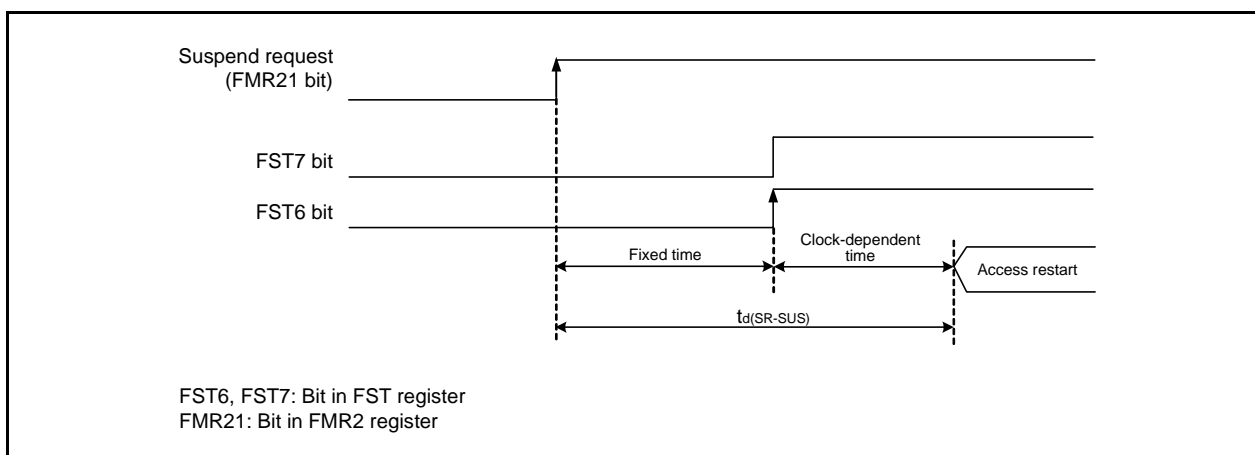 Suspend request
(FMR21 bit)
FST7 bit
FST6 bit
Fixed time
Clock-dependent
time
Access restart
td(SR-SUS)
FST6, FST7: Bit in FST register
FMR21: Bit in FMR2 register